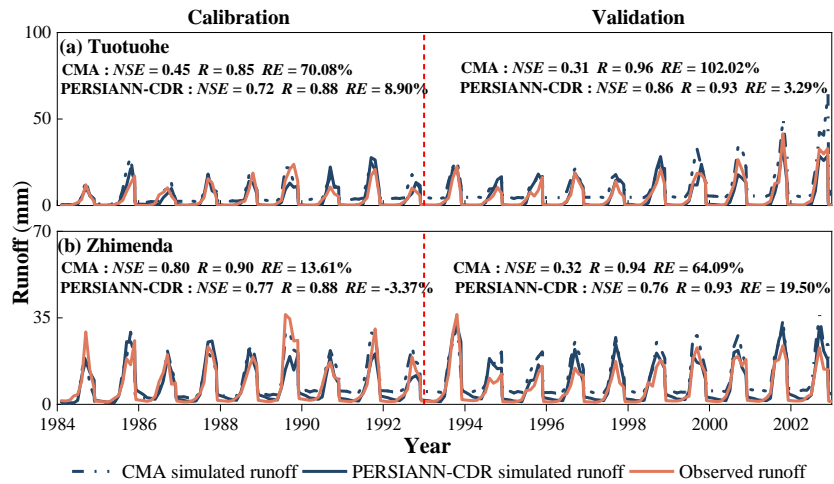 Calibration Validation
100
(a) Tuotuohe
CMA : NSE = 0.45 R = 0.85 RE = 70.08%
PERSIANN-CDR : NSE = 0.72 R = 0.88 RE = 8.90%
CMA : NSE = 0.31 R = 0.96 RE = 102.02%
PERSIANN-CDR : NSE = 0.86 R = 0.93 RE = 3.29%
50
0
Runoff (mm)
70
(b) Zhimenda
CMA : NSE = 0.80 R = 0.90 RE = 13.61%
PERSIANN-CDR : NSE = 0.77 R = 0.88 RE = -3.37%
CMA : NSE = 0.32 R = 0.94 RE = 64.09%
PERSIANN-CDR : NSE = 0.76 R = 0.93 RE = 19.50%
35
0
1984 1986 1987 1988 1990 1992 1994 1996 1998 2000 2002
Year
CMA simulated runoff PERSIANN-CDR simulated runoff Observed runoff